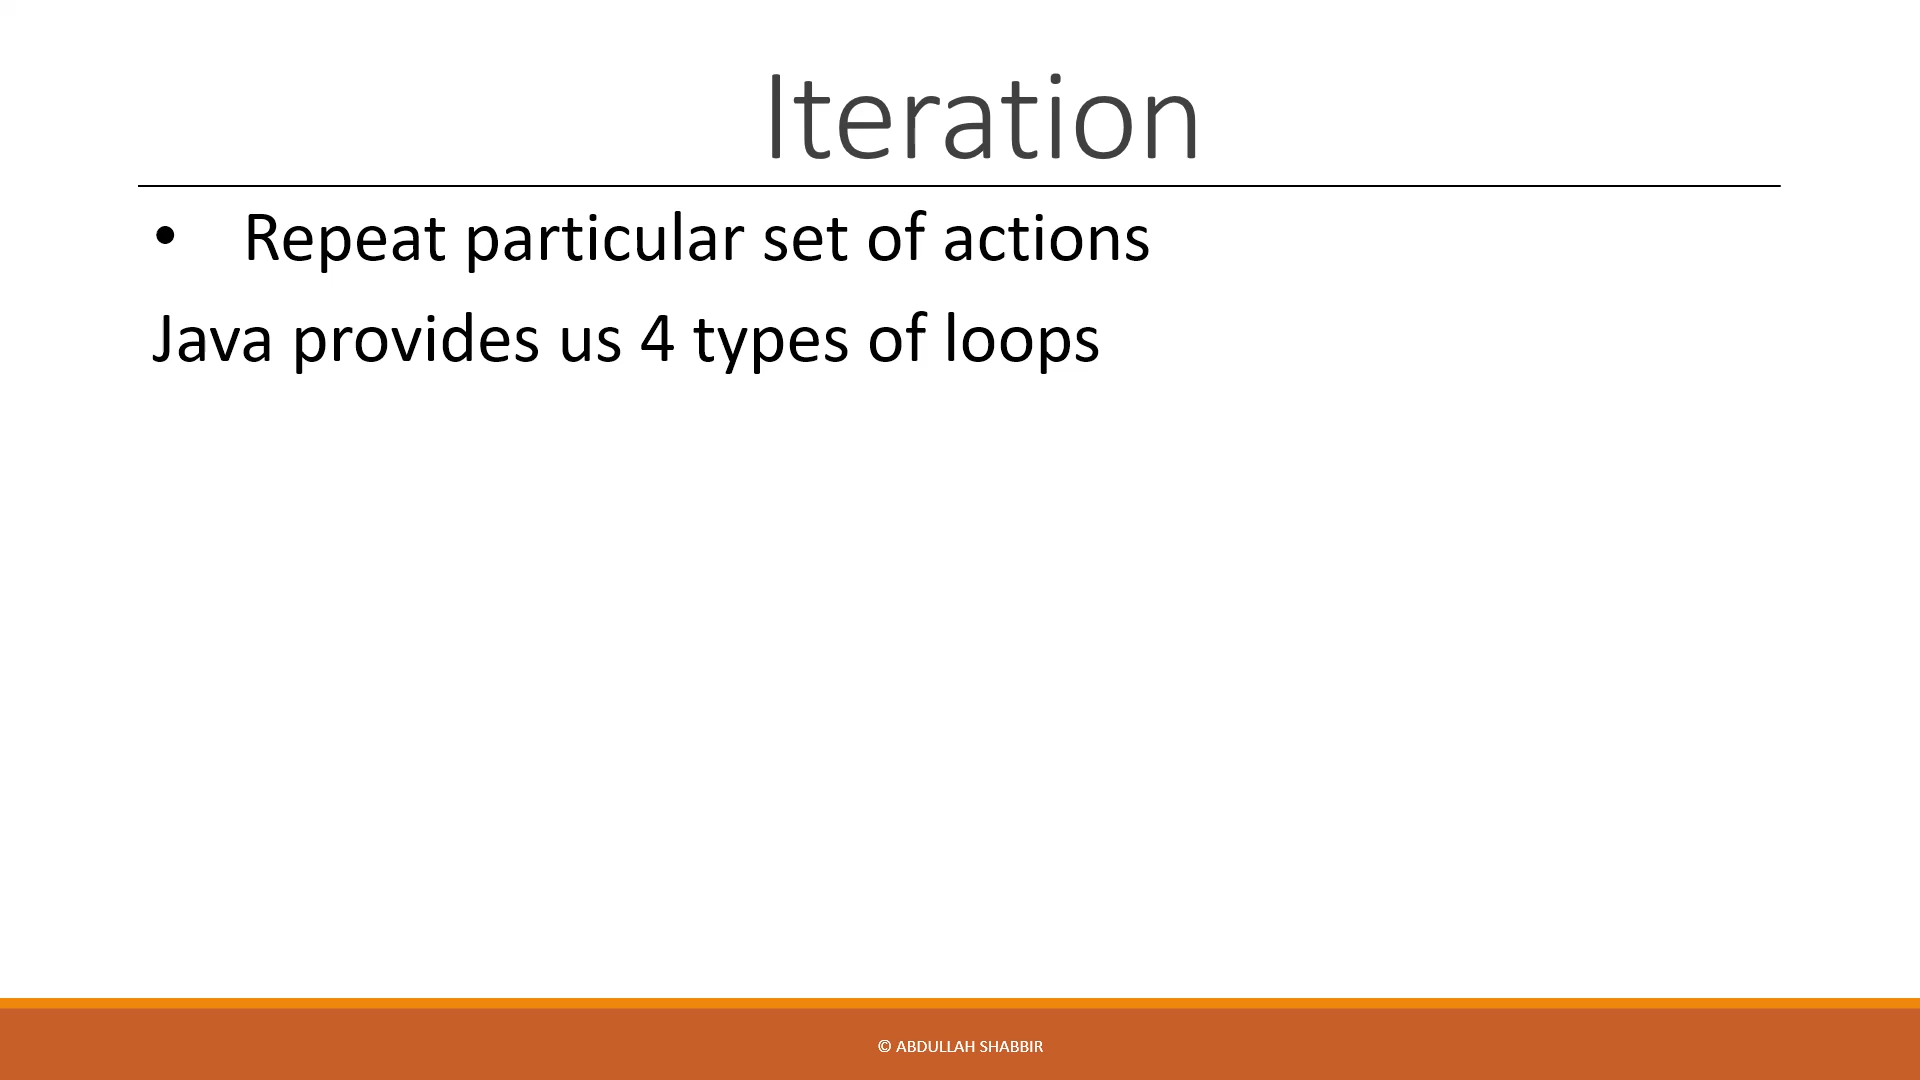 Iteration
• Repeat particular set of actions
Java provides us 4 types of loops
© ABDULLAH SHABBIR